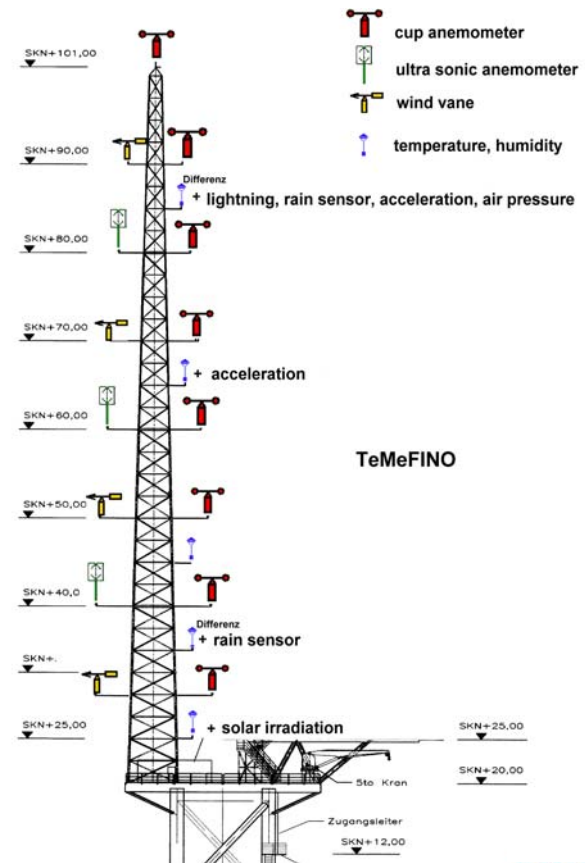 SKN+101,00
cup anemometer
ultra sonic anemometer
wind vane
temperature, humidity
SKN+90,00
Differenz
+ lightning, rain sensor, acceleration, air pressure
SKN+80,00
SKN+70,00
+ acceleration
SKN+60,00
TeMeFINO
SKN+50,00
SKN+40,0
Differenz
+ rain sensor
SKN+.
SKN+25,00
+ solar irradiation
SKN+25,00
5to Kran
SKN+20,00
Zugangsleiter
SKN+12,00